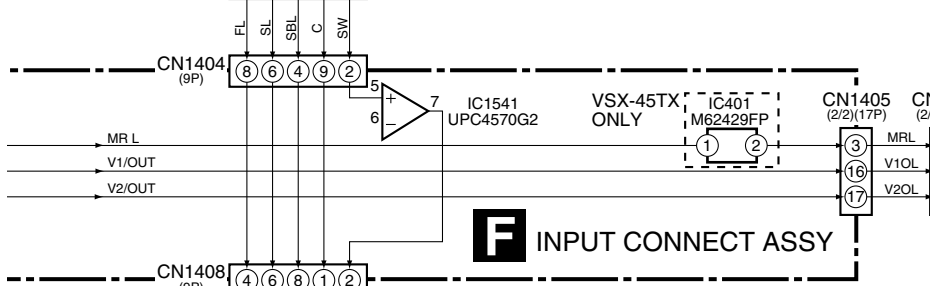 FL SL SBL C SW
CN1404
(9P)
8 6 4 9 2
5
+
6
−
7
IC1541
UPC4570G2
VSX-45TX
ONLY
IC401
M62429FP
1 2
CN1405
(2/2)(17P)
MR L
3
MRL
V1/OUT
16
V1OL
V2/OUT
17
V2OL
F INPUT CONNECT ASSY
CN1408
4 6 8 1 2